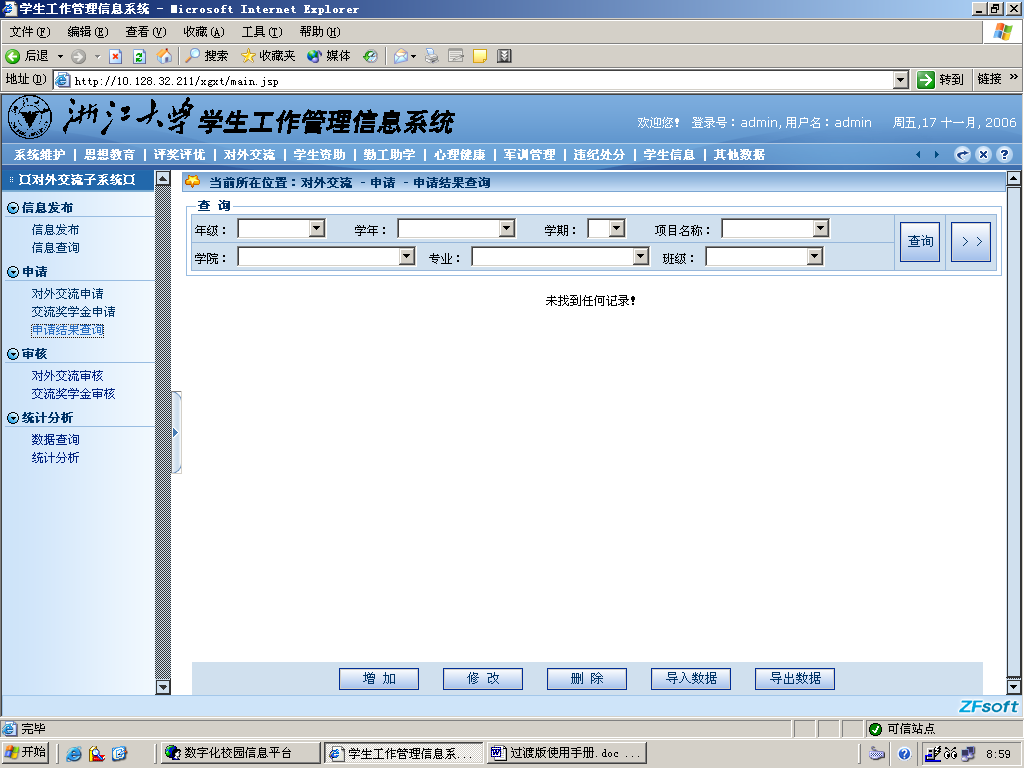 学生工作管理信息系统 - Microsoft Internet Explorer
文件(F) 编辑(E) 查看(V) 收藏(A) 工具(T) 帮助(H)
后退 搜索 收藏夹 媒体
地址(D) http://10.128.32.211/xgxt/main.jsp 转到 链接 »
浙江大学 学生工作管理信息系统 欢迎您! 登录号：admin,用户名：admin 周五,17 十一月, 2006
系统维护 | 思想教育 | 评奖评优 | 对外交流 | 学生资助 | 勤工助学 | 心理健康 | 军训管理 | 违纪处分 | 学生信息 | 其他数据
¤对外交流子系统¤
信息发布
信息发布
信息查询
申请
对外交流申请
交流奖学金申请
申请结果查询
审核
对外交流审核
交流奖学金审核
统计分析
数据查询
统计分析
当前所在位置：对外交流 - 申请 - 申请结果查询
查 询
年级： 学年： 学期： 项目名称：
学院： 专业： 班级：
查询 > >
未找到任何记录!
增 加 修 改 删 除 导入数据 导出数据
ZFsoft
完毕 可信站点
开始 数字化校园信息平台 学生工作管理信息系... 过渡版使用手册.doc ... 8:59